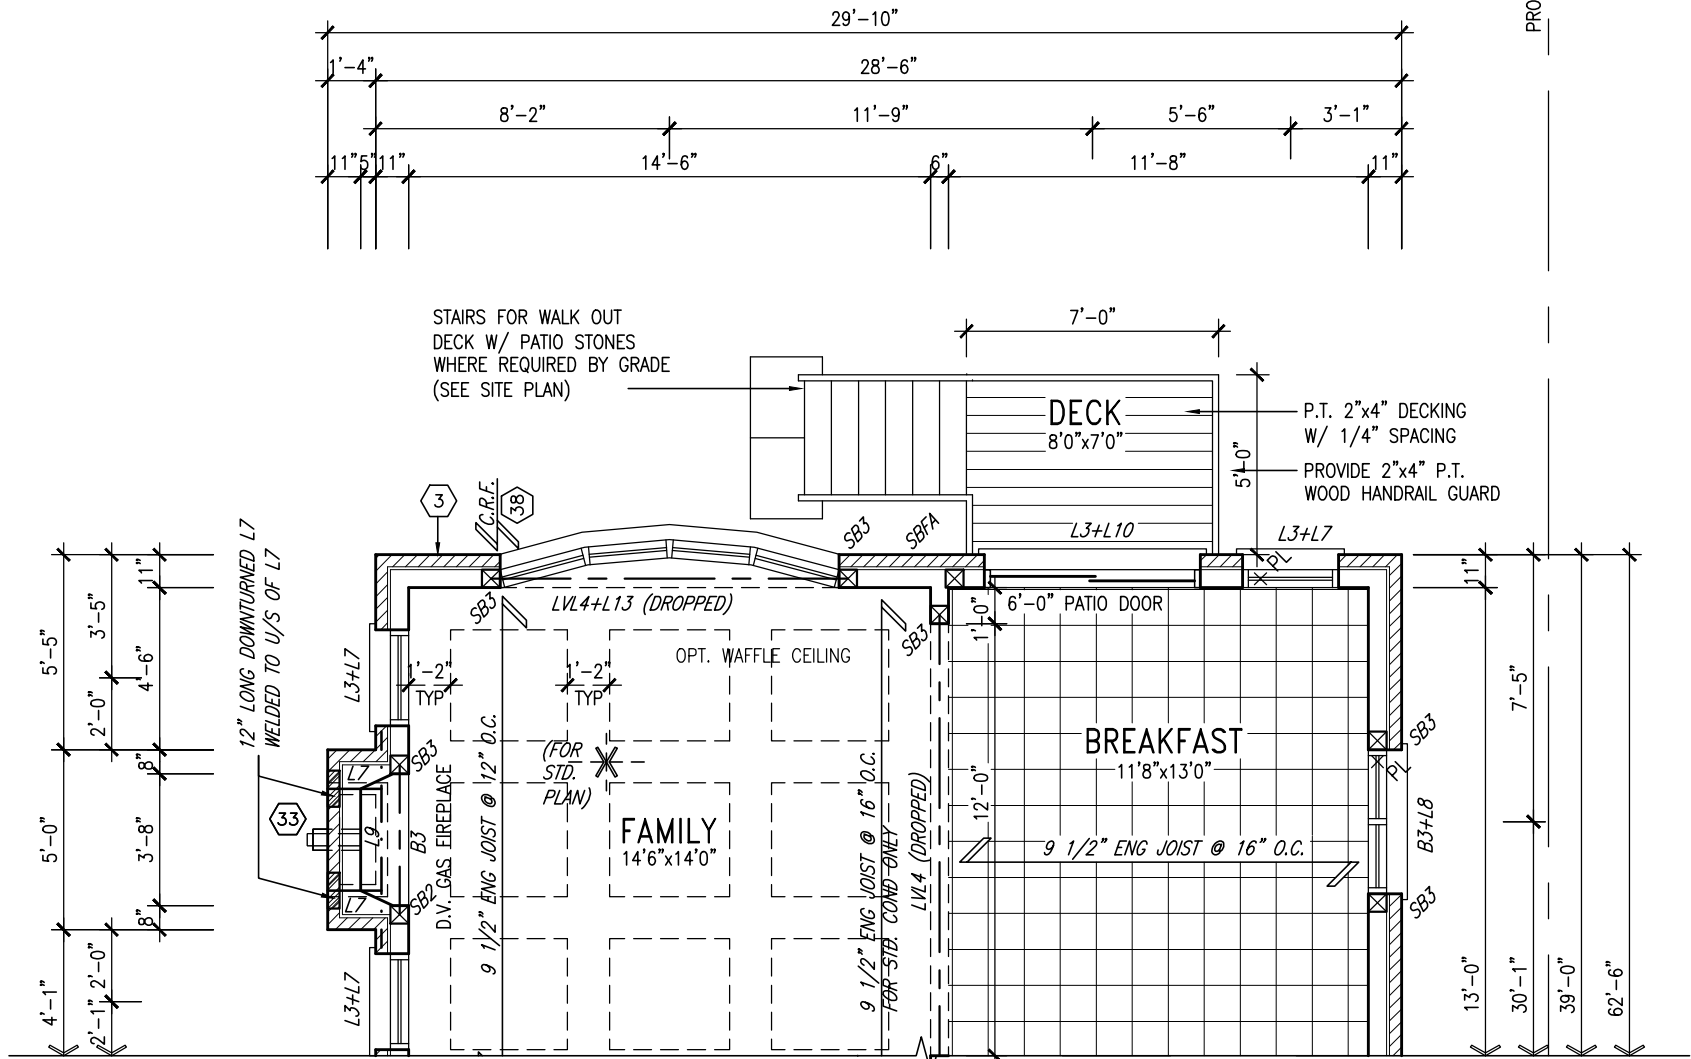 29'-10"
PRO
1'-4"
28'-6"
8'-2"
11'-9"
5'-6"
3'-1"
11"
5"
11"
14'-6"
6"
11'-8"
11"
STAIRS FOR WALK OUT
DECK W/ PATIO STONES
WHERE REQUIRED BY GRADE
(SEE SITE PLAN)
7'-0"
DECK
8'0"x7'0"
P.T. 2"x4" DECKING
W/ 1/4" SPACING
5'-0"
PROVIDE 2"x4" P.T.
WOOD HANDRAIL GUARD
3
C.R.F.
38
SB3
SBFA
L3+L10
L3+L7
PL
12" LONG DOWNTURNED L7
WELDED TO U/S OF L7
11"
3'-5"
5'-5"
4'-6"
2'-0"
8"
5'-0"
3'-8"
8"
2'-0"
4'-1"
2'-1"
SB3
LVL4+L13 (DROPPED)
SB3
1'-0"
6'-0" PATIO DOOR
OPT. WAFFLE CEILING
L3+L7
1'-2"
TYP
1'-2"
TYP
(FOR
STD.
PLAN)
SB3
L7
33
L9
B3
L7
SB2
D.V. GAS FIREPLACE
9 1/2" ENG JOIST @ 12" O.C.
FAMILY
14'6"x14'0"
9 1/2" ENG JOIST @ 16" O.C.
FOR STD. COND ONLY
LVL4 (DROPPED)
12'-0"
BREAKFAST
11'8"x13'0"
9 1/2" ENG JOIST @ 16" O.C.
SB3
PL
B3+L8
SB3
L3+L7
11"
7'-5"
13'-0"
30'-1"
39'-0"
62'-6"